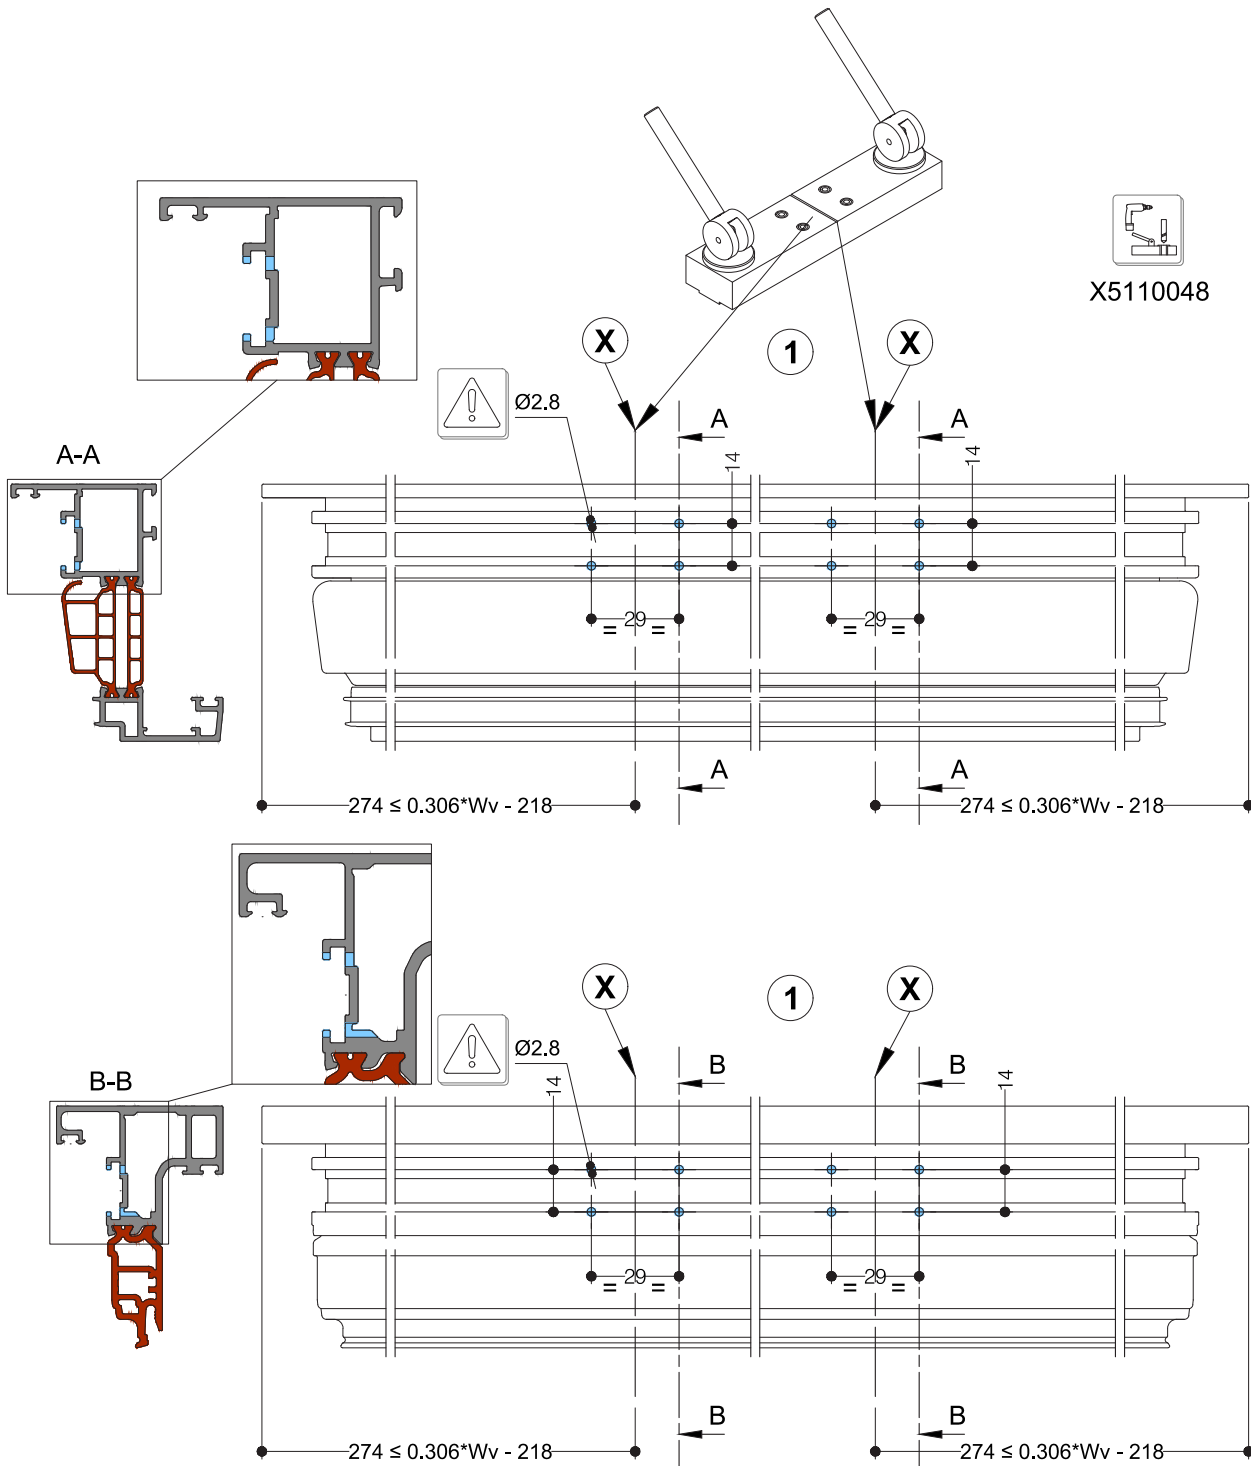 X5110048
X
1
X
Ø2.8
A
A
A-A
14
14
= 29 =
= 29 =
A
A
274 ≤ 0.306*Wv - 218
274 ≤ 0.306*Wv - 218
X
1
X
Ø2.8
B
B
B-B
14
14
= 29 =
= 29 =
B
B
274 ≤ 0.306*Wv - 218
274 ≤ 0.306*Wv - 218